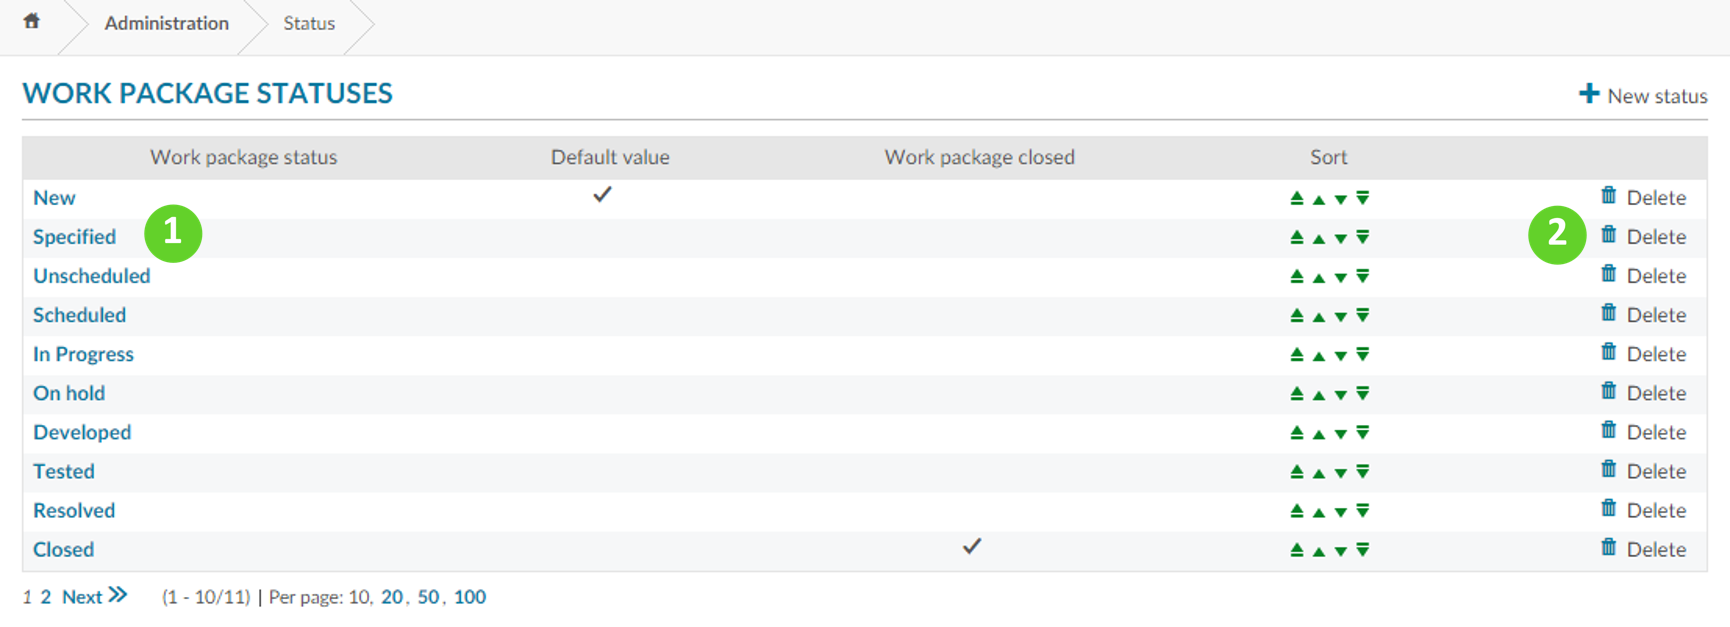 Administration Status
WORK PACKAGE STATUSES
New status
Work package status Default value Work package closed Sort
New Delete
Specified 1 2 Delete
Unscheduled Delete
Scheduled Delete
In Progress Delete
On hold Delete
Developed Delete
Tested Delete
Resolved Delete
Closed Delete
1 2 Next (1 - 10/11) | Per page: 10, 20, 50, 100